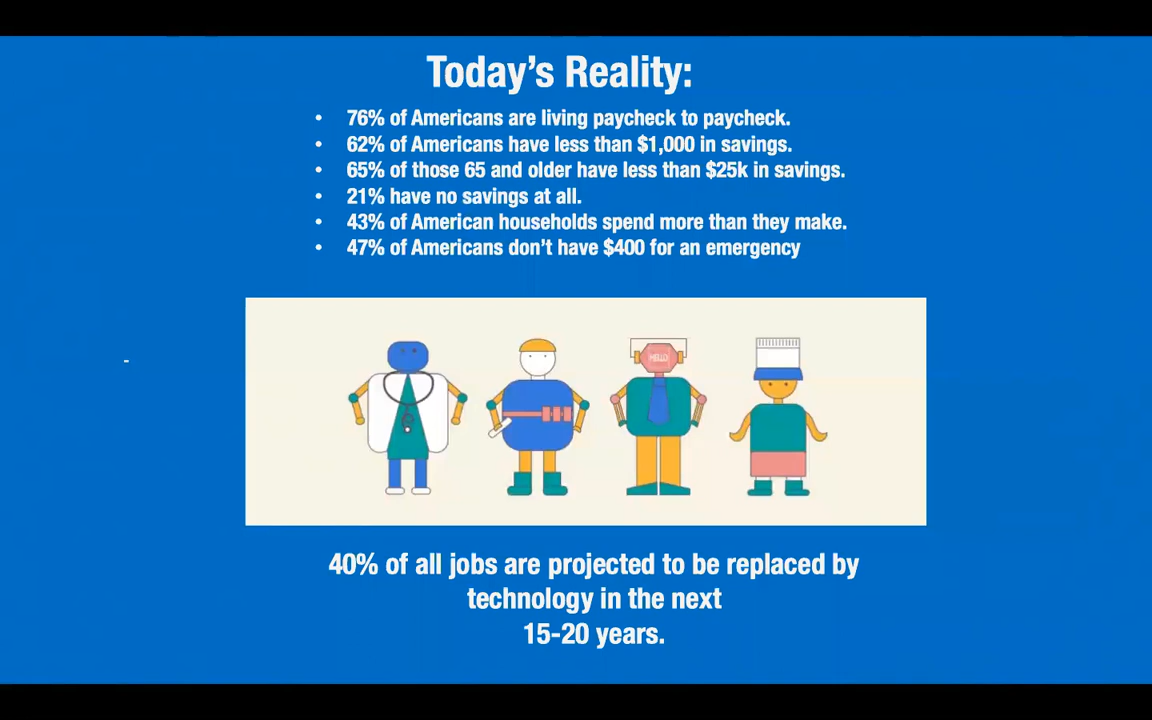 Today's Reality:
• 76% of Americans are living paycheck to paycheck.
• 62% of Americans have less than $1,000 in savings.
• 65% of those 65 and older have less than $25k in savings.
• 21% have no savings at all.
• 43% of American households spend more than they make.
• 47% of Americans don't have $400 for an emergency
HELLO
40% of all jobs are projected to be replaced by
technology in the next
15-20 years.